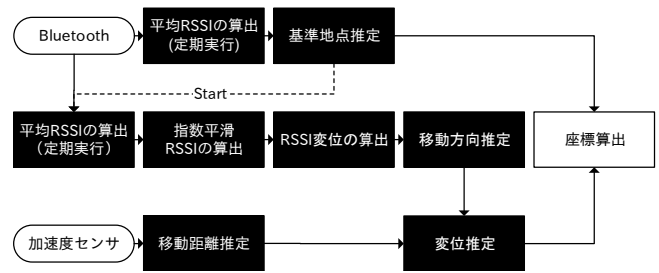 Bluetooth
平均RSSIの算出
(定期実行)
基準地点推定
Start
平均RSSIの算出
（定期実行）
指数平滑
RSSIの算出
RSSI変位の算出
移動方向推定
座標算出
加速度センサ
移動距離推定
変位推定